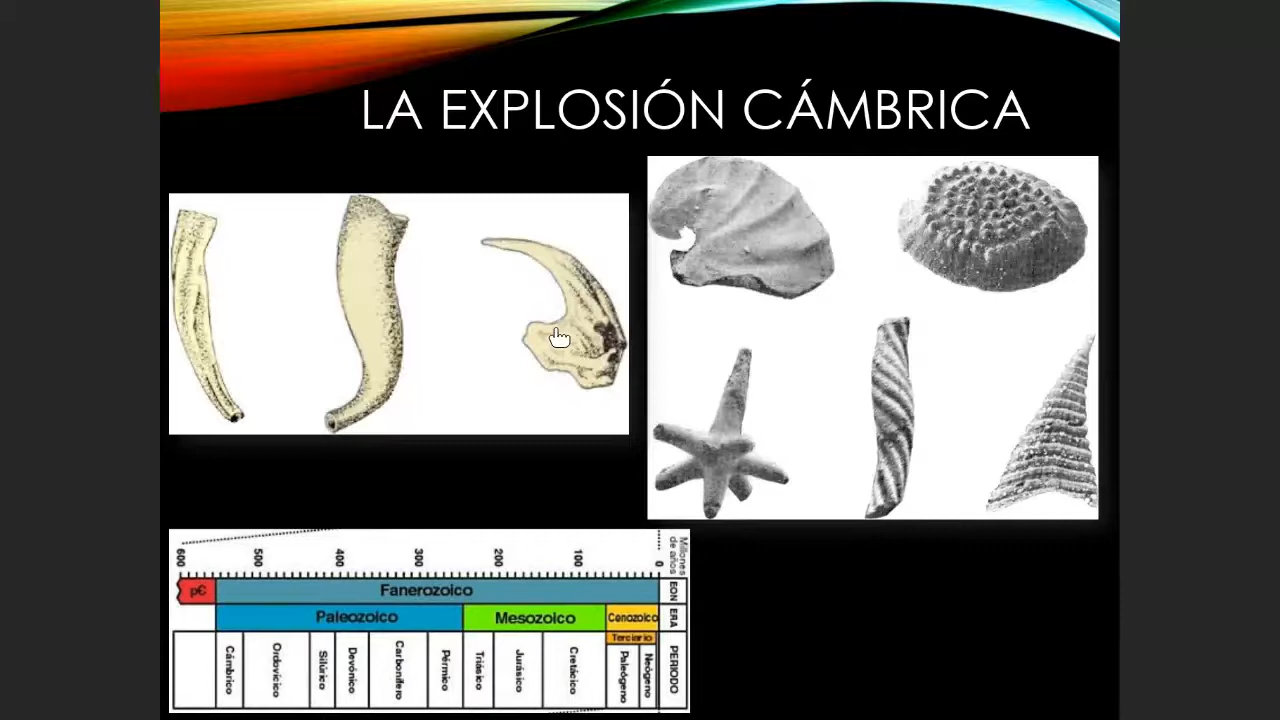 LA EXPLOSIÓN CÁMBRICA
600 500 400 300 200 100 0 Millones de años
pЄ Fanerozoico EON
Paleozoico Mesozoico Cenozoico ERA
Terciario
Cámbrico Ordovícico Silúrico Devónico Carbonífero Pérmico Triásico Jurásico Cretácico Paleógeno Neógeno PERIODO